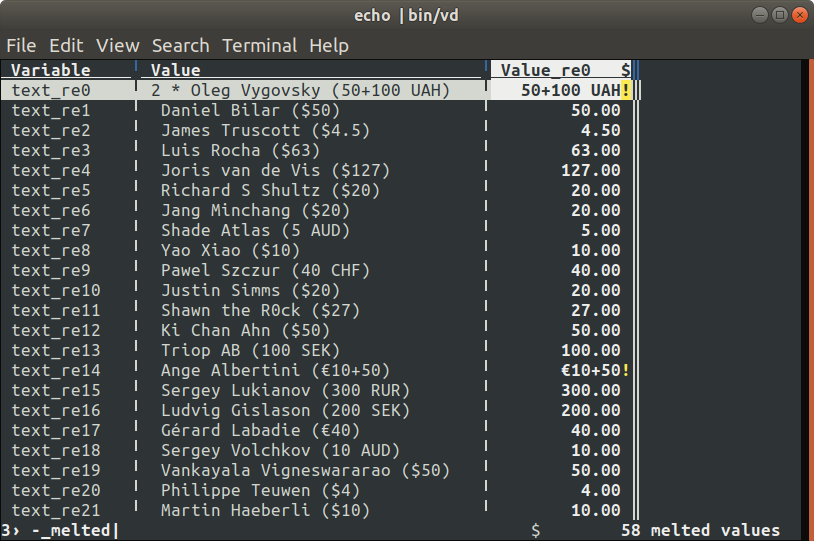 echo | bin/vd
File Edit View Search Terminal Help
Variable Value Value_re0 $
text_re0 2 * Oleg Vygovsky (50+100 UAH) 50+100 UAH!
text_re1 Daniel Bilar ($50) 50.00
text_re2 James Truscott ($4.5) 4.50
text_re3 Luis Rocha ($63) 63.00
text_re4 Joris van de Vis ($127) 127.00
text_re5 Richard S Shultz ($20) 20.00
text_re6 Jang Minchang ($20) 20.00
text_re7 Shade Atlas (5 AUD) 5.00
text_re8 Yao Xiao ($10) 10.00
text_re9 Pawel Szczur (40 CHF) 40.00
text_re10 Justin Simms ($20) 20.00
text_re11 Shawn the R0ck ($27) 27.00
text_re12 Ki Chan Ahn ($50) 50.00
text_re13 Triop AB (100 SEK) 100.00
text_re14 Ange Albertini (€10+50) €10+50!
text_re15 Sergey Lukianov (300 RUR) 300.00
text_re16 Ludvig Gislason (200 SEK) 200.00
text_re17 Gérard Labadie (€40) 40.00
text_re18 Sergey Volchkov (10 AUD) 10.00
text_re19 Vankayala Vigneswararao ($50) 50.00
text_re20 Philippe Teuwen ($4) 4.00
text_re21 Martin Haeberli ($10) 10.00
3› -_melted| $ 58 melted values